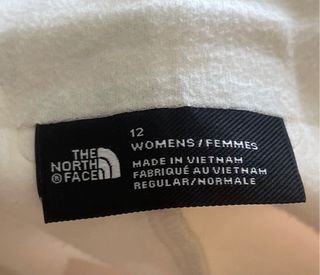 THE
NORTH
FACE
12
WOMENS/FEMMES
MADE IN VIETNAM
FABRIQUÉ AU VIETNAM
REGULAR/NORMALE